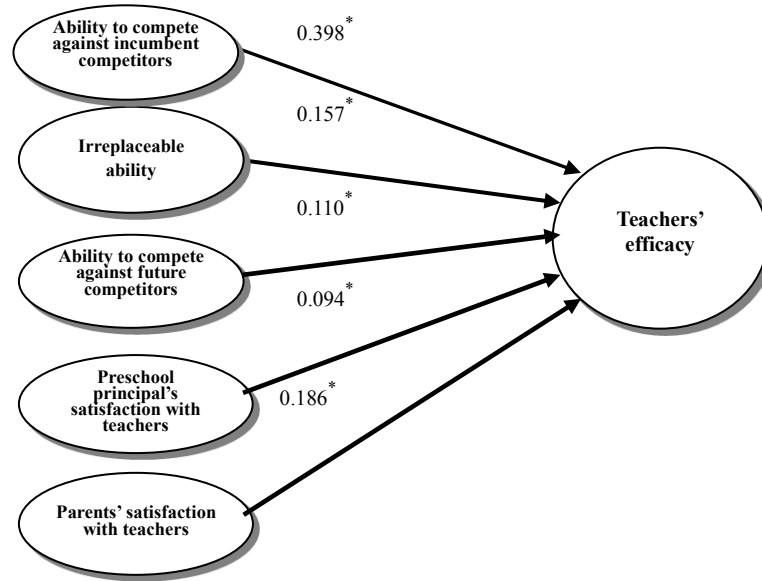 Ability to compete
against incumbent
competitors
0.398*
0.157*
Irreplaceable
ability
0.110*
Teachers’
efficacy
Ability to compete
against future
competitors
0.094*
Preschool
principal’s
satisfaction with
teachers
0.186*
Parents’ satisfaction
with teachers